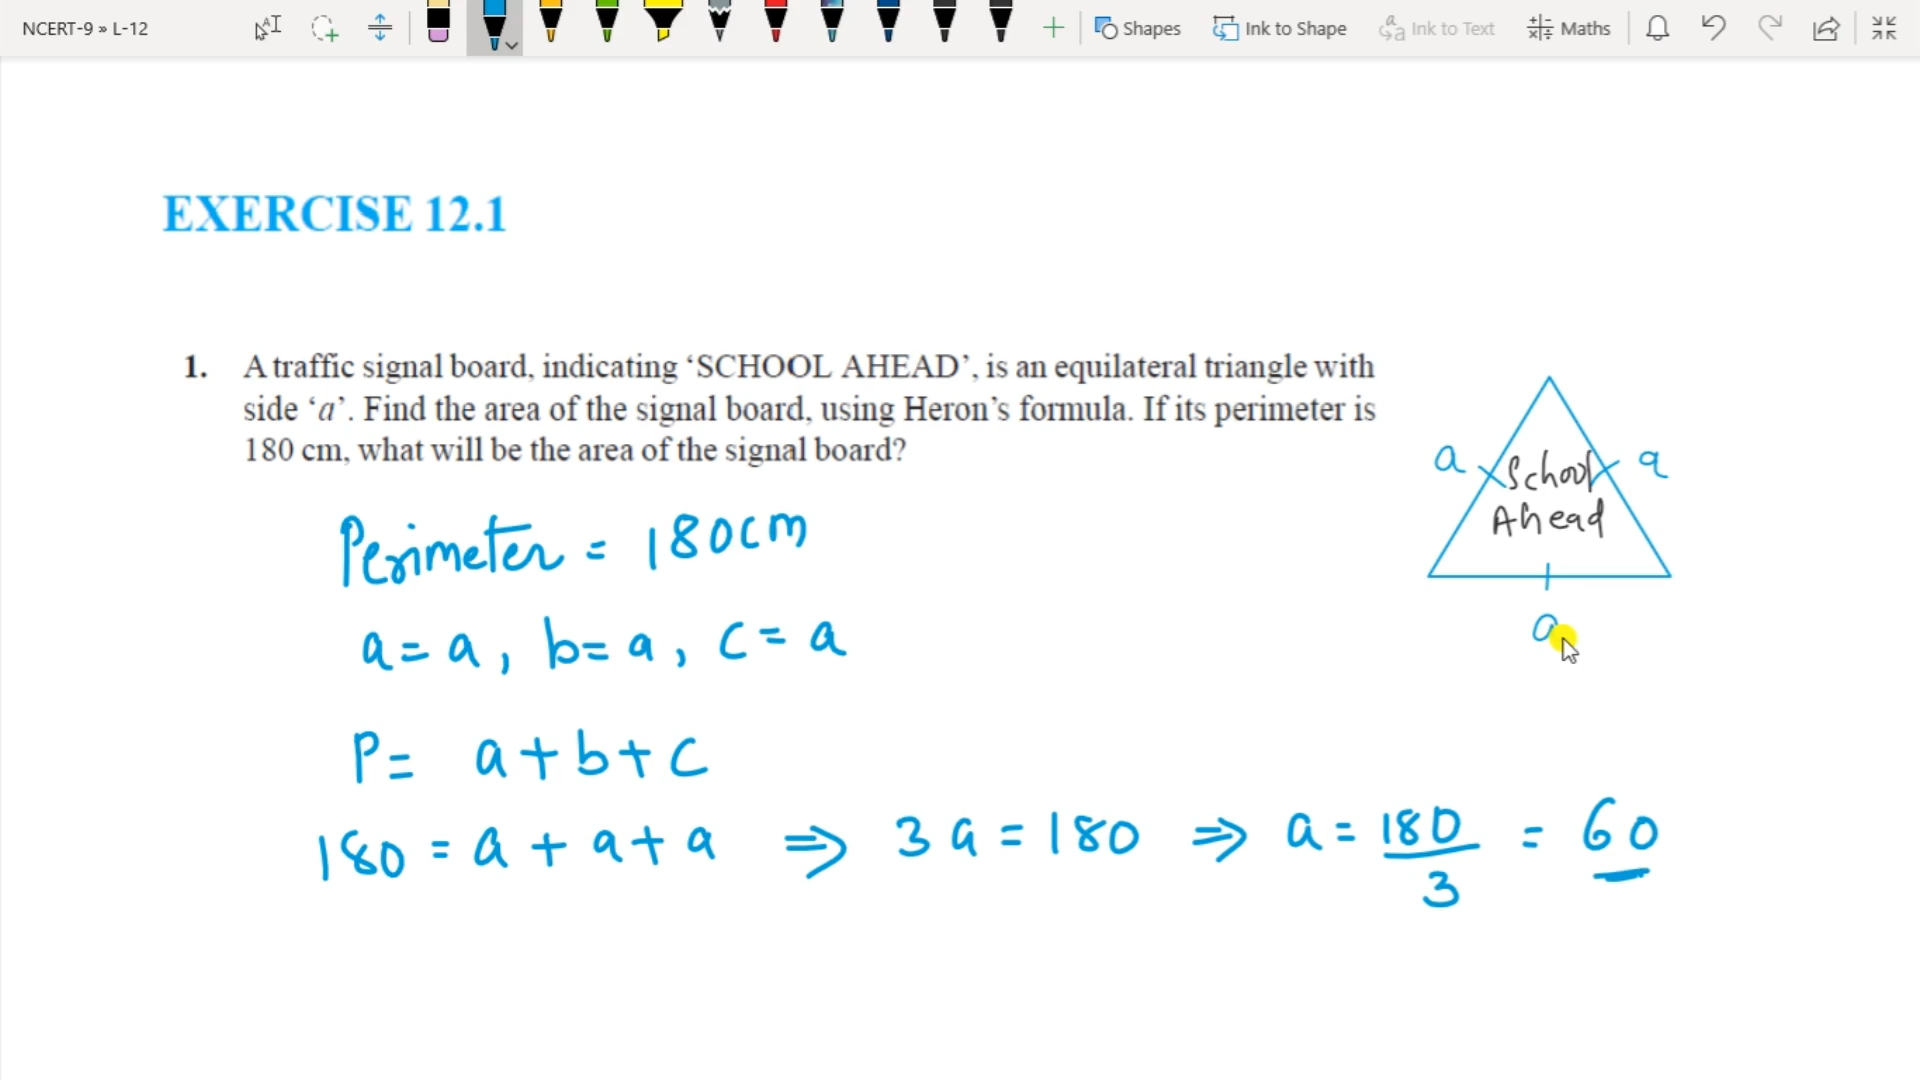 NCERT-9 » L-12
Shapes
Ink to Shape
Ink to Text
Maths
EXERCISE 12.1
1. A traffic signal board, indicating ‘SCHOOL AHEAD’, is an equilateral triangle with
side ‘a’. Find the area of the signal board, using Heron’s formula. If its perimeter is
180 cm, what will be the area of the signal board?
a School a
Ahead
a
Perimeter = 180cm
a = a, b = a, c = a
P = a + b + c
180 = a + a + a ⇒ 3a = 180 ⇒ a = 180/3 = 60